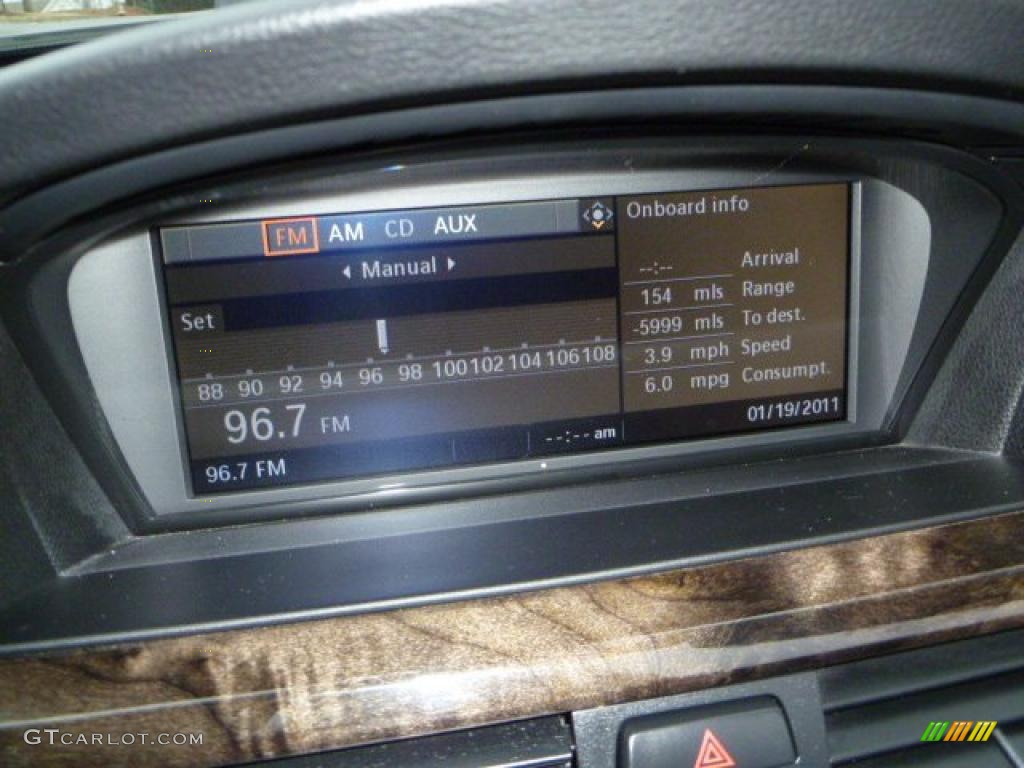 FM AM CD AUX
Manual
Set
88 90 92 94 96 98 100 102 104 106 108
96.7 FM
96.7 FM
--:-- am
Onboard info
--:-- Arrival
154 mls Range
-5999 mls To dest.
3.9 mph Speed
6.0 mpg Consumpt.
01/19/2011
GTcarlot.com